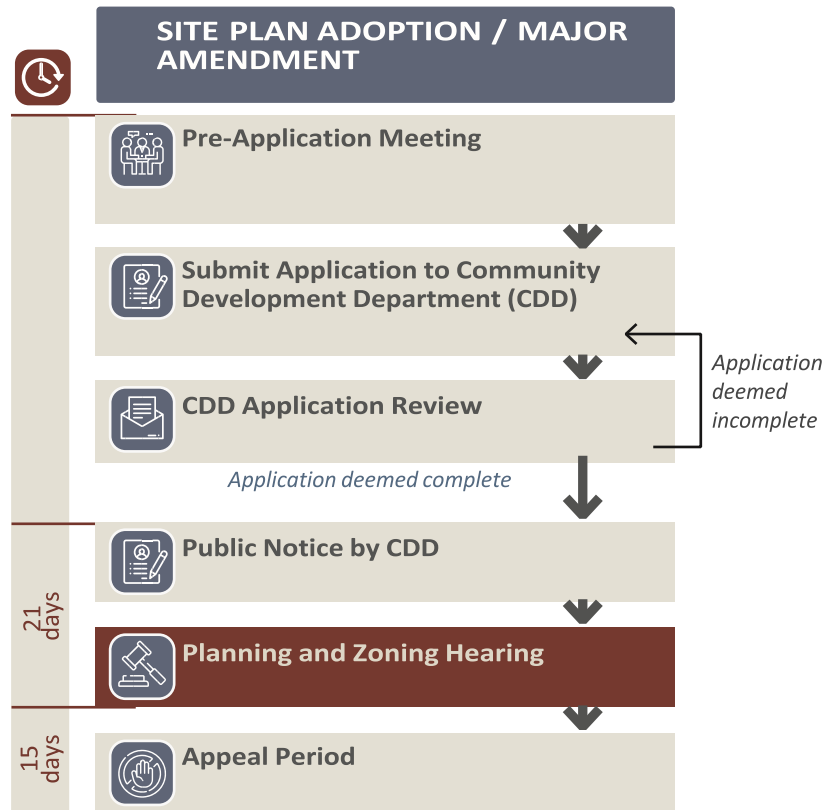 SITE PLAN ADOPTION / MAJOR
AMENDMENT
Pre-Application Meeting
Submit Application to Community
Development Department (CDD)
Application
deemed
incomplete
CDD Application Review
Application deemed complete
21
days
Public Notice by CDD
Planning and Zoning Hearing
15
days
Appeal Period